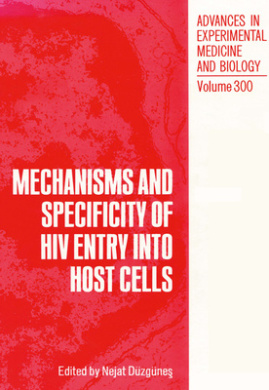 ADVANCES IN
EXPERIMENTAL
MEDICINE
AND BIOLOGY
Volume 300
MECHANISMS AND
SPECIFICITY OF
HIV ENTRY INTO
HOST CELLS
Edited by Nejat Düzgüneş